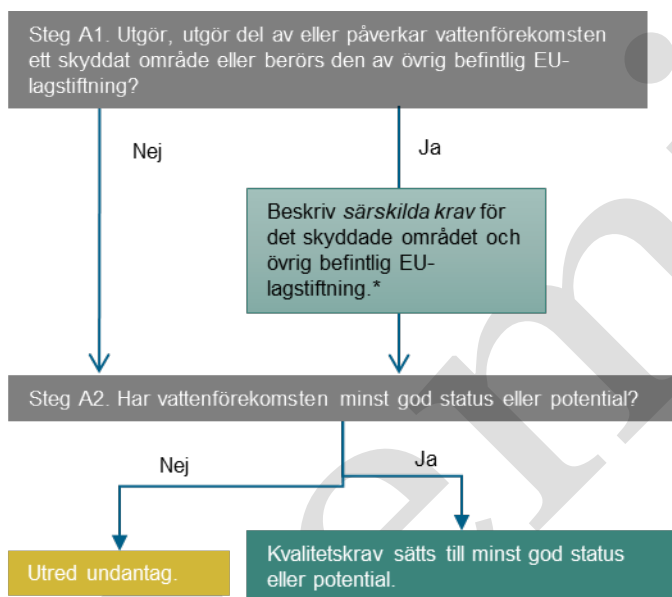 Steg A1. Utgör, utgör del av eller påverkar vattenförekomsten
ett skyddat område eller berörs den av övrig befintlig EU-
lagstiftning?
Nej
Ja
Beskriv särskilda krav för
det skyddade området och
övrig befintlig EU-
lagstiftning.*
Steg A2. Har vattenförekomsten minst god status eller potential?
Nej
Ja
Utred undantag.
Kvalitetskrav sätts till minst god status
eller potential.